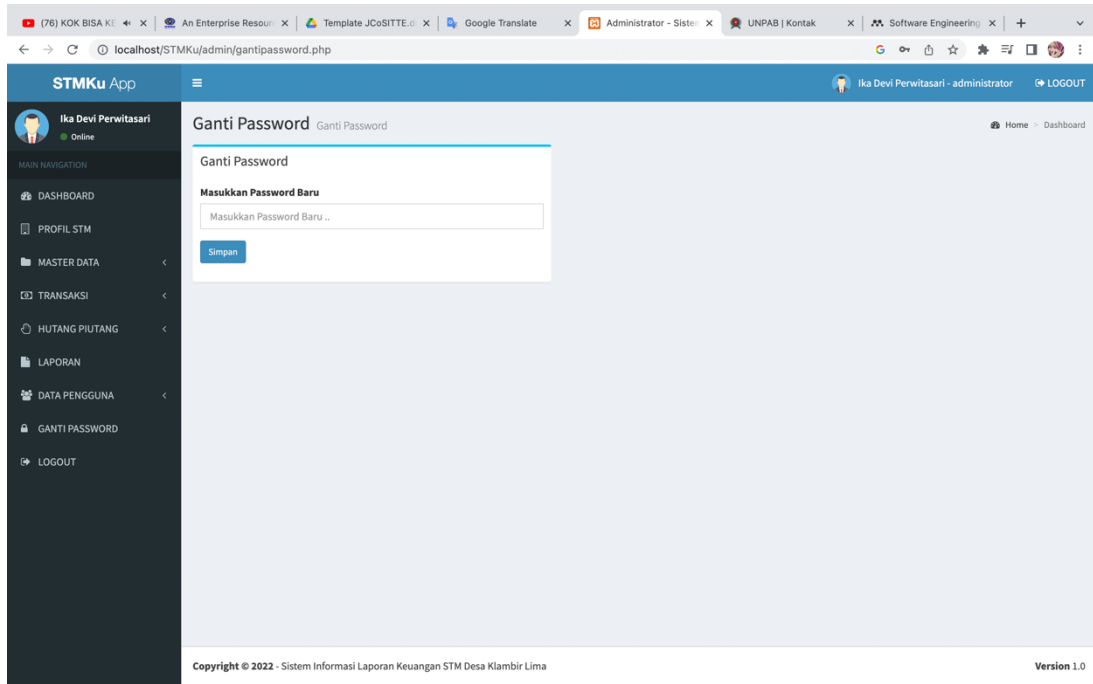 (76) KOK BISA KE
An Enterprise Resour
Template JCoSITTE.d
Google Translate
Administrator - Sister
UNPAB | Kontak
Software Engineering
localhost/STMKu/admin/gantipassword.php
STMKu App
Ika Devi Perwitasari - administrator
LOGOUT
Ika Devi Perwitasari
Online
Ganti Password Ganti Password
Home > Dashboard
MAIN NAVIGATION
DASHBOARD
PROFIL STM
MASTER DATA
TRANSAKSI
HUTANG PIUTANG
LAPORAN
DATA PENGGUNA
GANTI PASSWORD
LOGOUT
Ganti Password
Masukkan Password Baru
Masukkan Password Baru ..
Simpan
Copyright © 2022 - Sistem Informasi Laporan Keuangan STM Desa Klambir Lima
Version 1.0